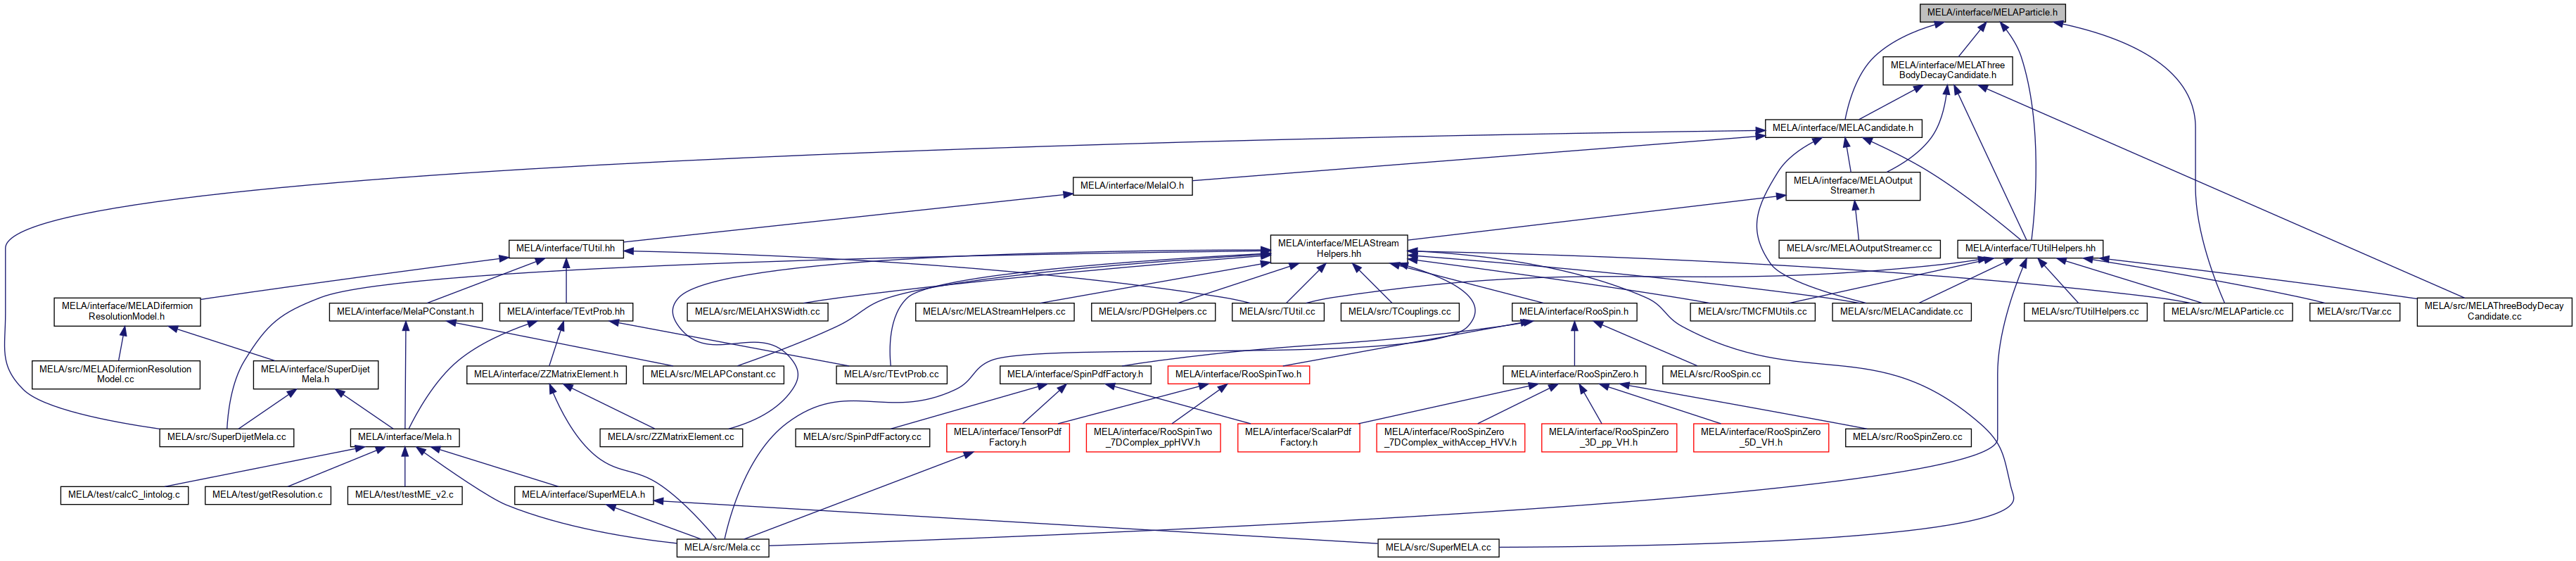 MELA/interface/MELAParticle.h
MELA/interface/MELAThree
BodyDecayCandidate.h
MELA/interface/MELACandidate.h
MELA/interface/MelaIO.h
MELA/interface/MELAOutput
Streamer.h
MELA/interface/TUtil.hh
MELA/interface/MELAStream
Helpers.hh
MELA/src/MELAOutputStreamer.cc
MELA/interface/TUtilHelpers.hh
MELA/interface/MELADifermion
ResolutionModel.h
MELA/interface/MelaPConstant.h
MELA/interface/TEvtProb.hh
MELA/src/MELAHXSWidth.cc
MELA/src/MELAStreamHelpers.cc
MELA/src/PDGHelpers.cc
MELA/src/TUtil.cc
MELA/src/TCouplings.cc
MELA/interface/RooSpin.h
MELA/src/TMCFMUtils.cc
MELA/src/MELACandidate.cc
MELA/src/TUtilHelpers.cc
MELA/src/MELAParticle.cc
MELA/src/TVar.cc
MELA/src/MELAThreeBodyDecay
Candidate.cc
MELA/src/MELADifermionResolution
Model.cc
MELA/interface/SuperDijet
Mela.h
MELA/interface/ZZMatrixElement.h
MELA/src/MELAPConstant.cc
MELA/src/TEvtProb.cc
MELA/interface/SpinPdfFactory.h
MELA/interface/RooSpinTwo.h
MELA/interface/RooSpinZero.h
MELA/src/RooSpin.cc
MELA/src/SuperDijetMela.cc
MELA/interface/Mela.h
MELA/src/ZZMatrixElement.cc
MELA/src/SpinPdfFactory.cc
MELA/interface/TensorPdf
Factory.h
MELA/interface/RooSpinTwo
_7DComplex_ppHVV.h
MELA/interface/ScalarPdf
Factory.h
MELA/interface/RooSpinZero
_7DComplex_withAccep_HVV.h
MELA/interface/RooSpinZero
_3D_pp_VH.h
MELA/interface/RooSpinZero
_5D_VH.h
MELA/src/RooSpinZero.cc
MELA/test/calcC_lintolog.c
MELA/test/getResolution.c
MELA/test/testME_v2.c
MELA/interface/SuperMELA.h
MELA/src/Mela.cc
MELA/src/SuperMELA.cc